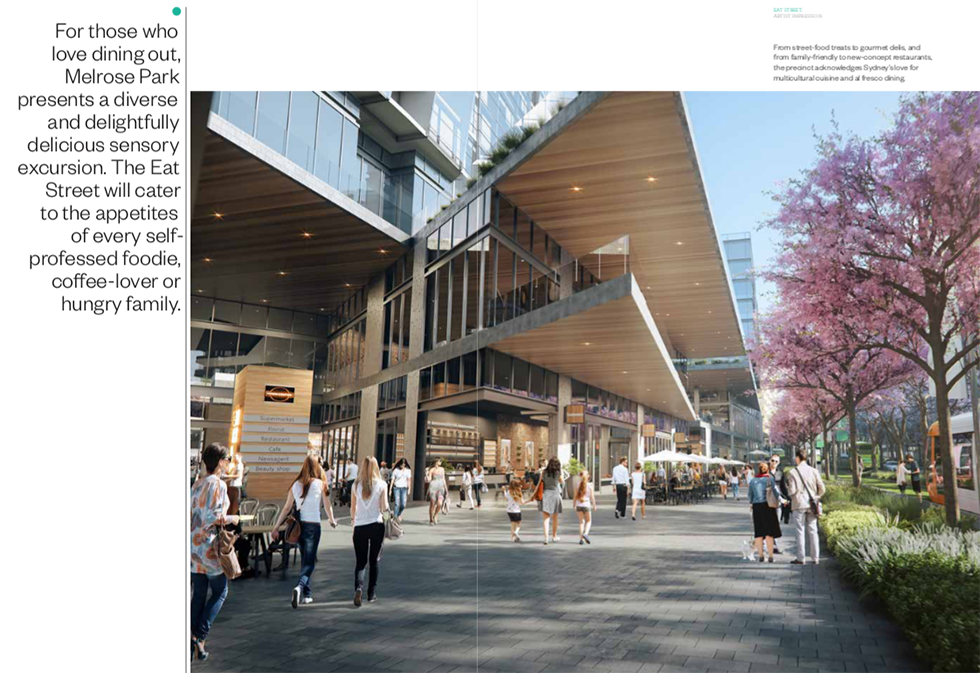 For those who
love dining out,
Melrose Park
presents a diverse
and delightfully
delicious sensory
excursion. The Eat
Street will cater
to the appetites
of every self-
professed foodie,
coffee-lover or
hungry family.
EAT STREET
From street-food treats to gourmet delis, and
from family-friendly to new-concept restaurants,
the precinct acknowledges Sydney's love for
multicultural cuisine and al fresco dining.
Supermarket
Restaurant
Cafe
Newsagent
Beauty shop